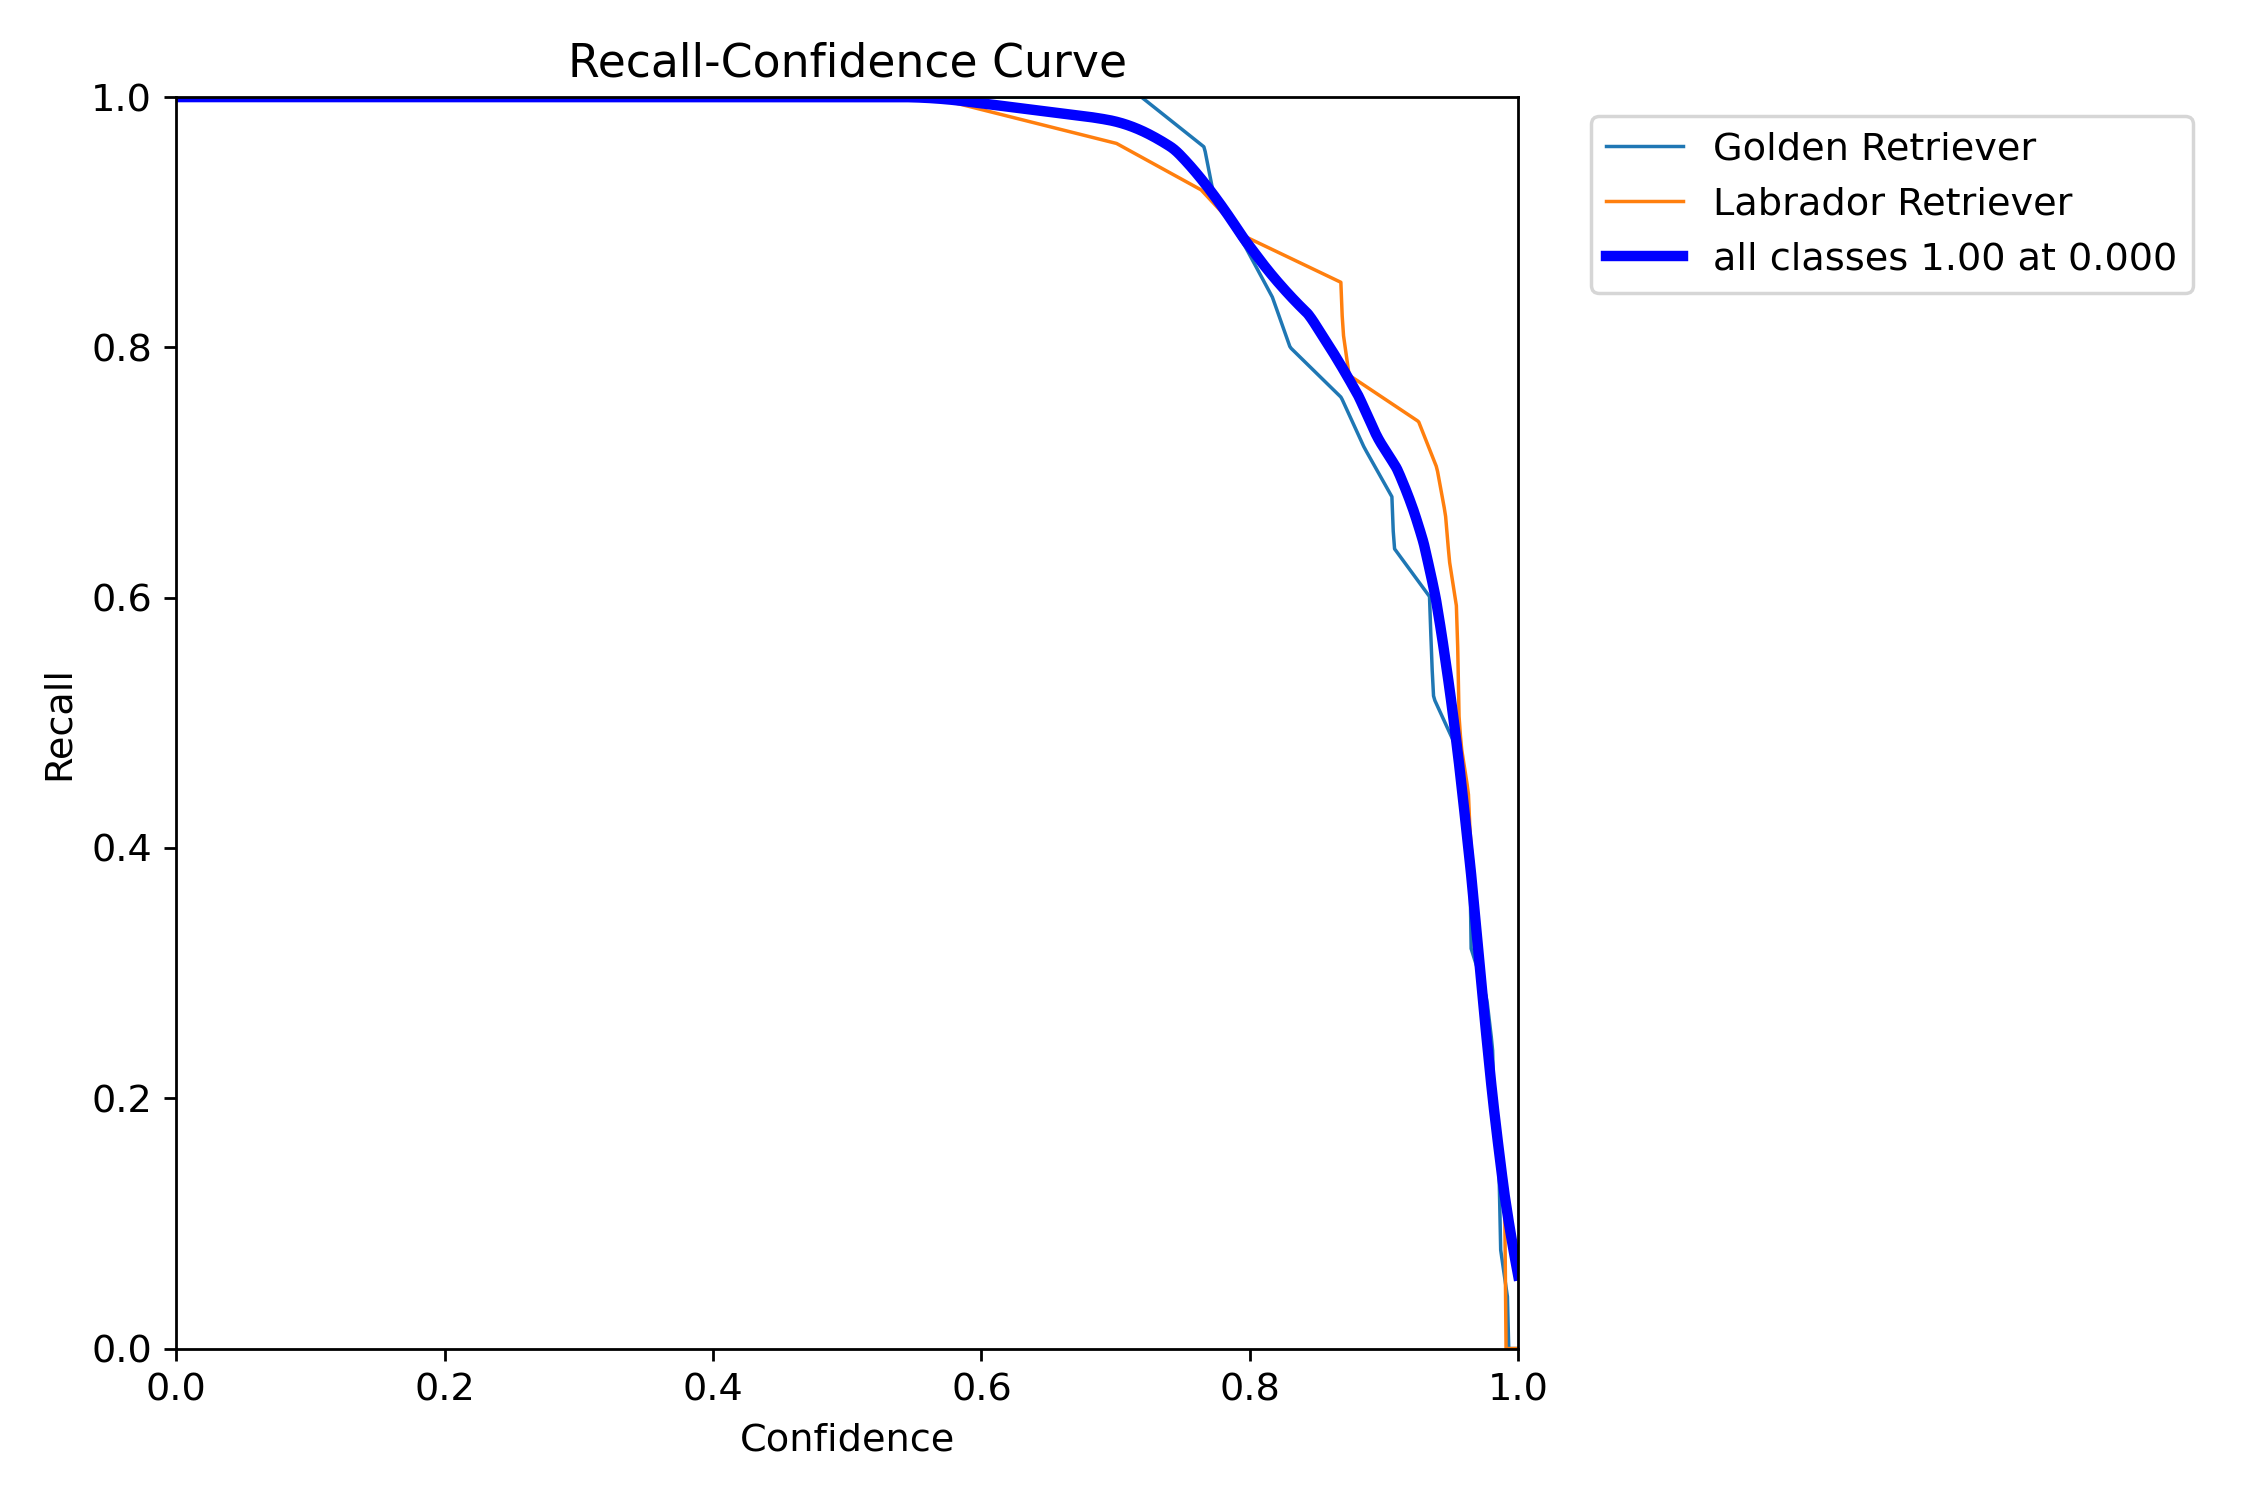 Recall-Confidence Curve
1.0
0.8
0.6
0.4
0.2
0.0
Recall
0.0 0.2 0.4 0.6 0.8 1.0
Confidence
Golden Retriever
Labrador Retriever
all classes 1.00 at 0.000